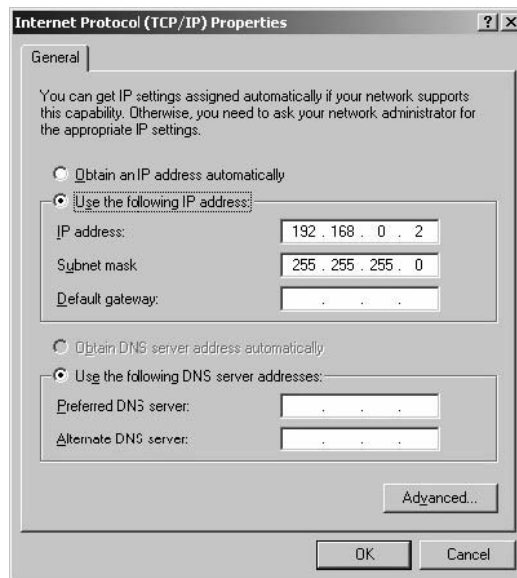 Internet Protocol (TCP/IP) Properties
General
You can get IP settings assigned automatically if your network supports
this capability. Otherwise, you need to ask your network administrator for
the appropriate IP settings.
Obtain an IP address automatically
Use the following IP address:
IP address: 192 . 168 . 0 . 2
Subnet mask 255 . 255 . 255 . 0
Default gateway: . . .
Obtain DNS server address automatically
Use the following DNS server addresses:
Preferred DNS server: . . .
Alternate DNS server: . . .
Advanced...
OK Cancel